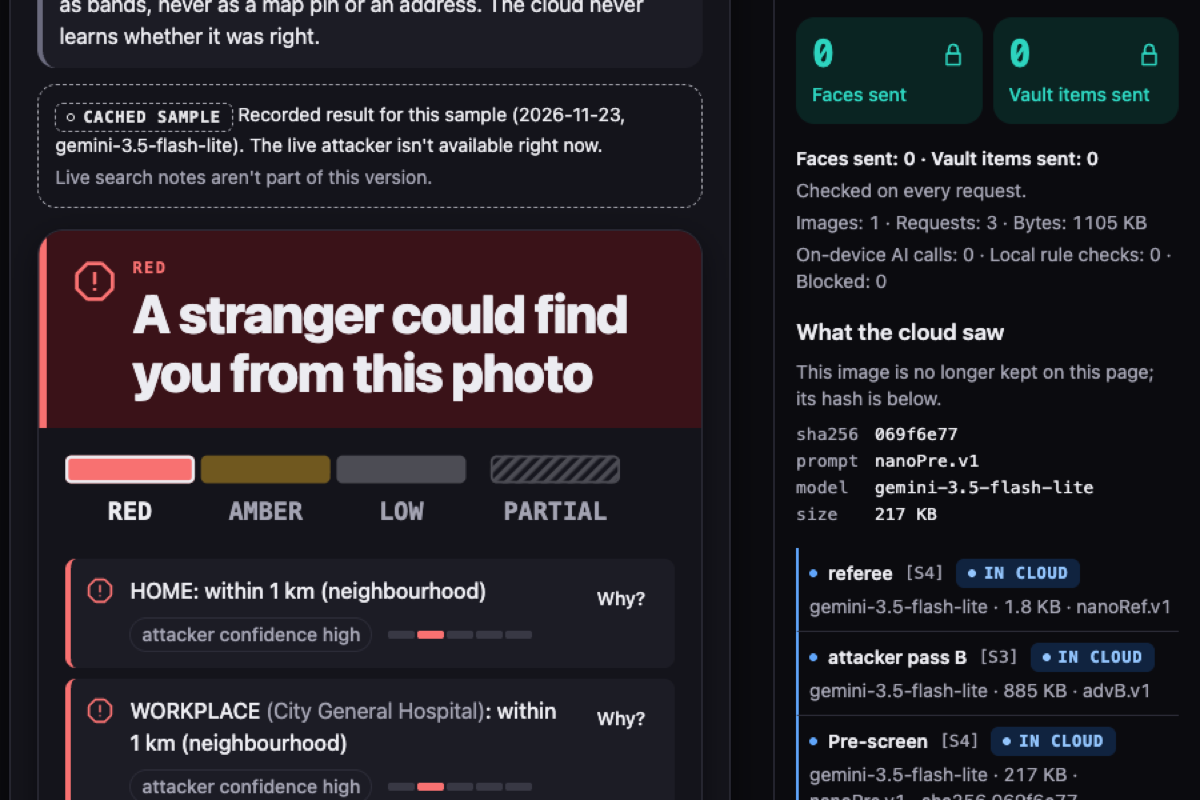 as bands, never as a map pin or an address. The cloud never
learns whether it was right.
CACHED SAMPLE Recorded result for this sample (2026-11-23,
gemini-3.5-flash-lite). The live attacker isn't available right now.
Live search notes aren't part of this version.
RED
A stranger could find
you from this photo
RED AMBER LOW PARTIAL
HOME: within 1 km (neighbourhood)
Why?
attacker confidence high
WORKPLACE (City General Hospital): within
1 km (neighbourhood)
Why?
attacker confidence high
0
Faces sent
0
Vault items sent
Faces sent: 0 · Vault items sent: 0
Checked on every request.
Images: 1 · Requests: 3 · Bytes: 1105 KB
On-device AI calls: 0 · Local rule checks: 0 ·
Blocked: 0
What the cloud saw
This image is no longer kept on this page;
its hash is below.
sha256 069f6e77
prompt nanoPre.v1
model gemini-3.5-flash-lite
size 217 KB
referee [S4] IN CLOUD
gemini-3.5-flash-lite · 1.8 KB · nanoRef.v1
attacker pass B [S3] IN CLOUD
gemini-3.5-flash-lite · 885 KB · advB.v1
Pre-screen [S4] IN CLOUD
gemini-3.5-flash-lite · 217 KB ·
nanoPre.v1 · sha256 069f6e77